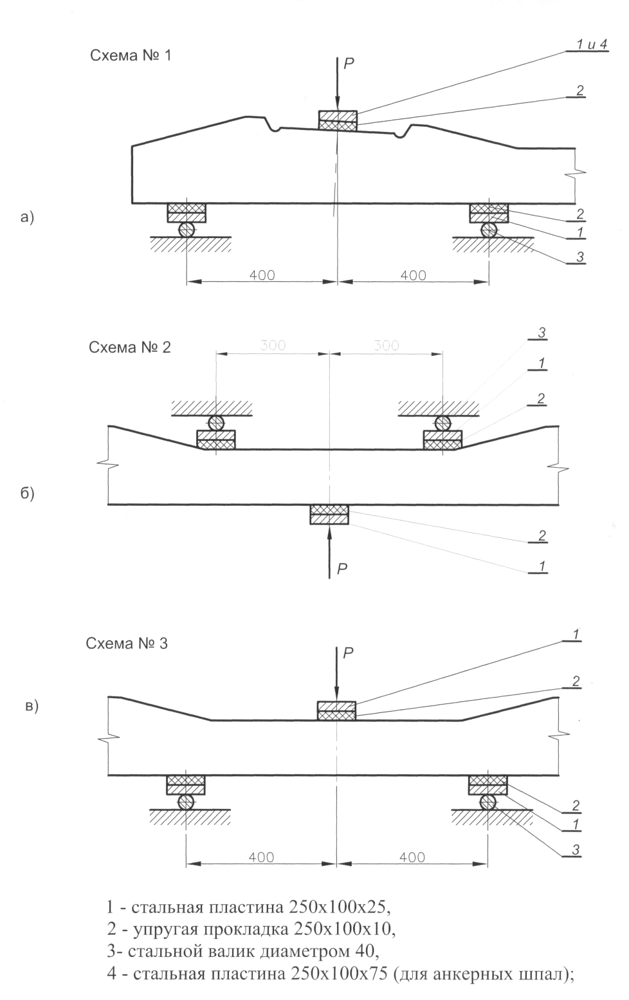 Схема № 1
1 и 4
P
2
2
а)
1
3
400 400
Схема № 2
3
300 300
1
2
б)
2
P
1
Схема № 3
1
P
2
в)
2
1
3
400 400
1 - стальная пластина 250х100х25,
2 - упругая прокладка 250х100х10,
3- стальной валик диаметром 40,
4 - стальная пластина 250х100х75 (для анкерных шпал);